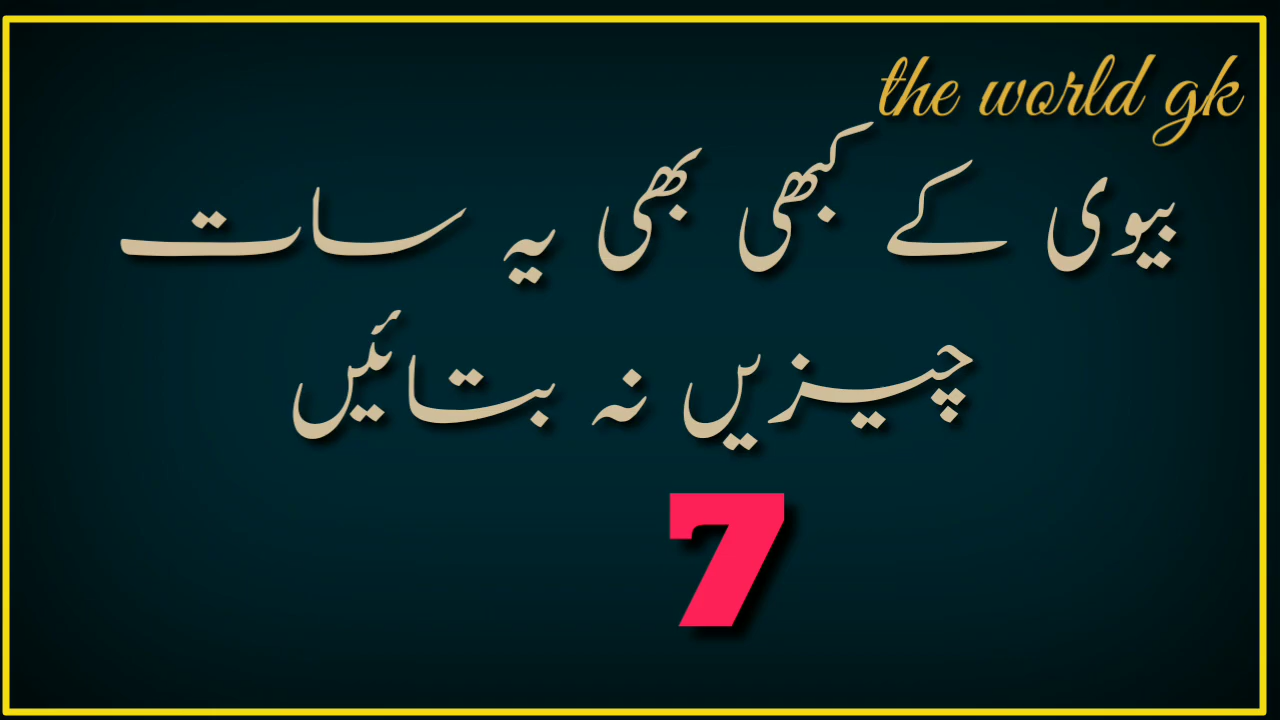 the world gk
بیوی کے کبھی بھی یہ سات
چیزیں نہ بتائیں
7